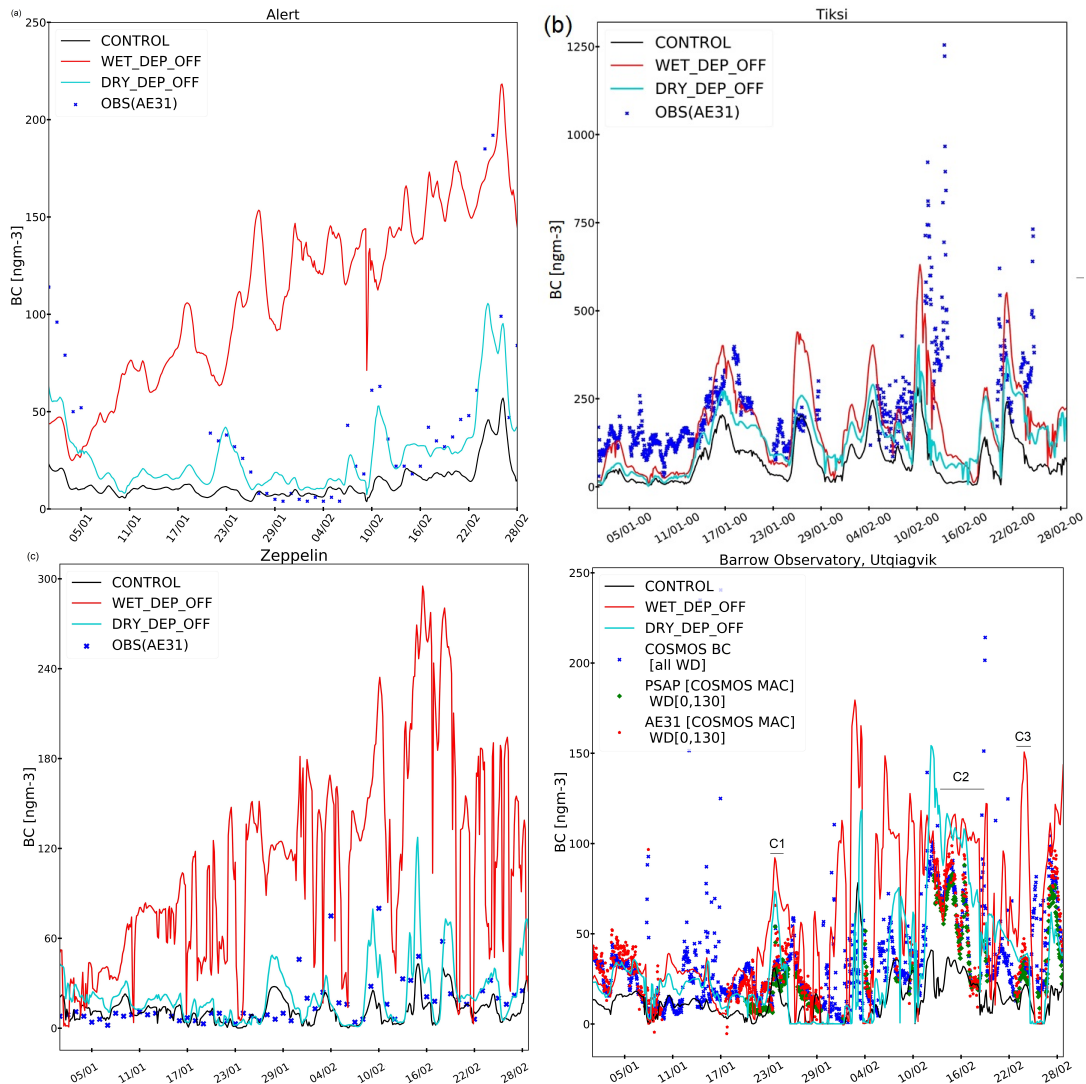 (a)
Alert
250
200
150
100
50
0
BC [ngm-3]
CONTROL
WET_DEP_OFF
DRY_DEP_OFF
OBS(AE31)
05/01
11/01
17/01
23/01
29/01
04/02
10/02
16/02
22/02
28/02
(b)
Tiksi
1250
1000
750
500
250
0
BC [ngm-3]
CONTROL
WET_DEP_OFF
DRY_DEP_OFF
OBS(AE31)
05/01-00
11/01-00
17/01-00
23/01-00
29/01-00
04/02-00
10/02-00
16/02-00
22/02-00
28/02-00
(c)
Zeppelin
300
240
180
120
60
0
BC [ngm-3]
CONTROL
WET_DEP_OFF
DRY_DEP_OFF
OBS(AE31)
05/01
11/01
17/01
23/01
29/01
04/02
10/02
16/02
22/02
28/02
Barrow Observatory, Utqiagvik
250
200
150
100
50
0
BC [ngm-3]
CONTROL
WET_DEP_OFF
DRY_DEP_OFF
COSMOS BC
[all WD]
PSAP [COSMOS MAC]
WD[0,130]
AE31 [COSMOS MAC]
WD[0,130]
C1
C2
C3
05/01
11/01
17/01
23/01
29/01
04/02
10/02
16/02
22/02
28/02